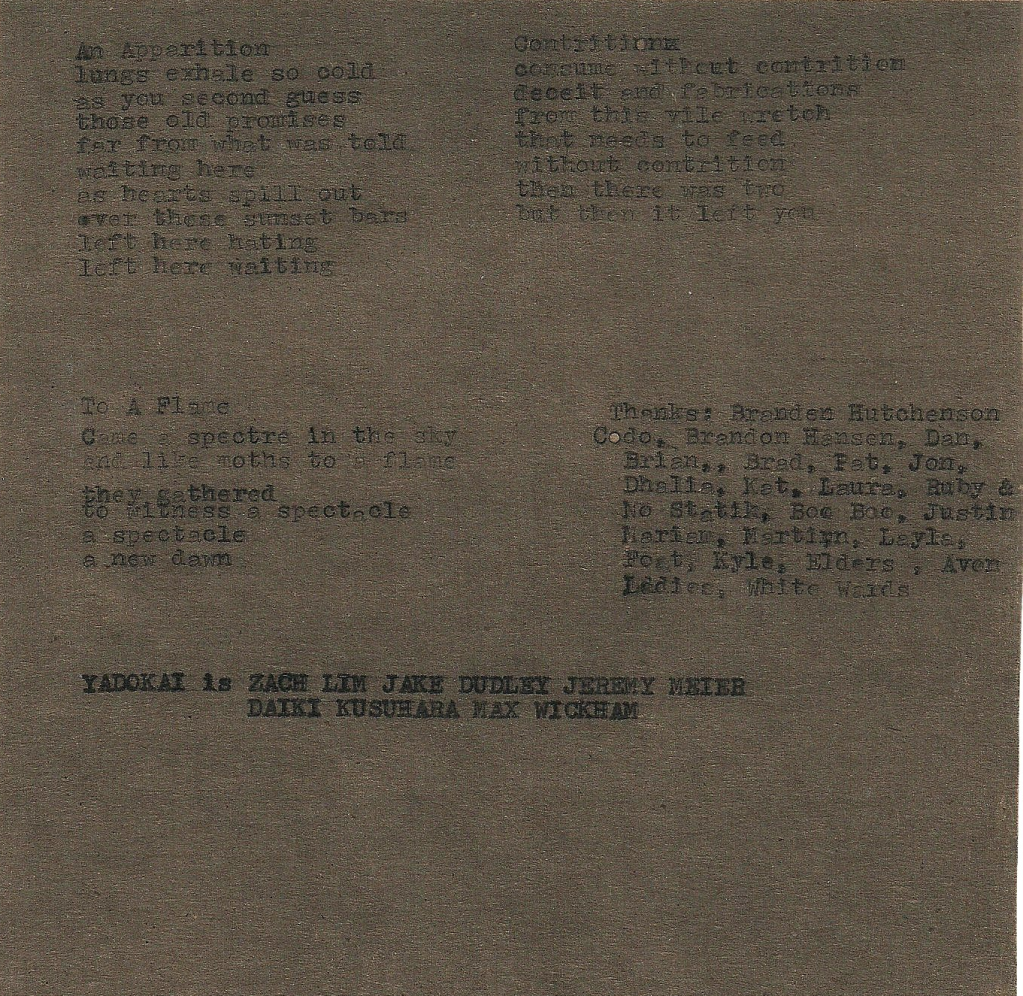 An Apparition
lungs exhale so cold
as you second guess
those old promises
far from what was told
waiting here
as hearts spill out
over these sunset bars
left here hating
left here waiting
Contritionx
consume without contrition
deceit and fabrications
from this vile wretch
that needs to feed
without contrition
then there was two
but then it left you
To A Flame
Came a spectre in the sky
and like moths to a flame
they gathered
to witness a spectacle
a spectacle
a new dawn
Thanks: Branden Hutchenson
Codo, Brandon Hansen, Dan,
Brian,, Brad, Pat, Jon,
Dhalia, Kat, Laura, Ruby &
No Statik, Boo Boo, Justin
Mariam, Martijn, Layla,
Kyle, Elders , Avon
Ladies, White Wards
YADOKAI is ZACH LIM JAKE DUDLEY JEREMY MEIER
DAIKI KUSUHARA MAX WICKHAM